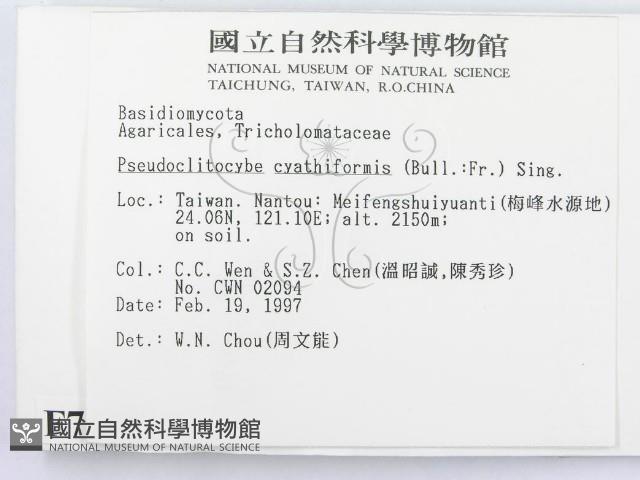 國立自然科學博物館
NATIONAL MUSEUM OF NATURAL SCIENCE
TAICHUNG, TAIWAN, R.O.CHINA
Basidiomycota
Agaricales, Tricholomataceae
Pseudoclitocybe cyathiformis (Bull.:Fr.) Sing.
Loc.: Taiwan. Nantou: Meifengshuiyuanti(梅峰水源地)
24.06N, 121.10E; alt. 2150m;
on soil.
Col.: C.C. Wen & S.Z. Chen(溫昭誠,陳秀珍)
No. CWN 02094
Date: Feb. 19, 1997
Det.: W.N. Chou(周文能)
F7
國立自然科學博物館
NATIONAL MUSEUM OF NATURAL SCIENCE